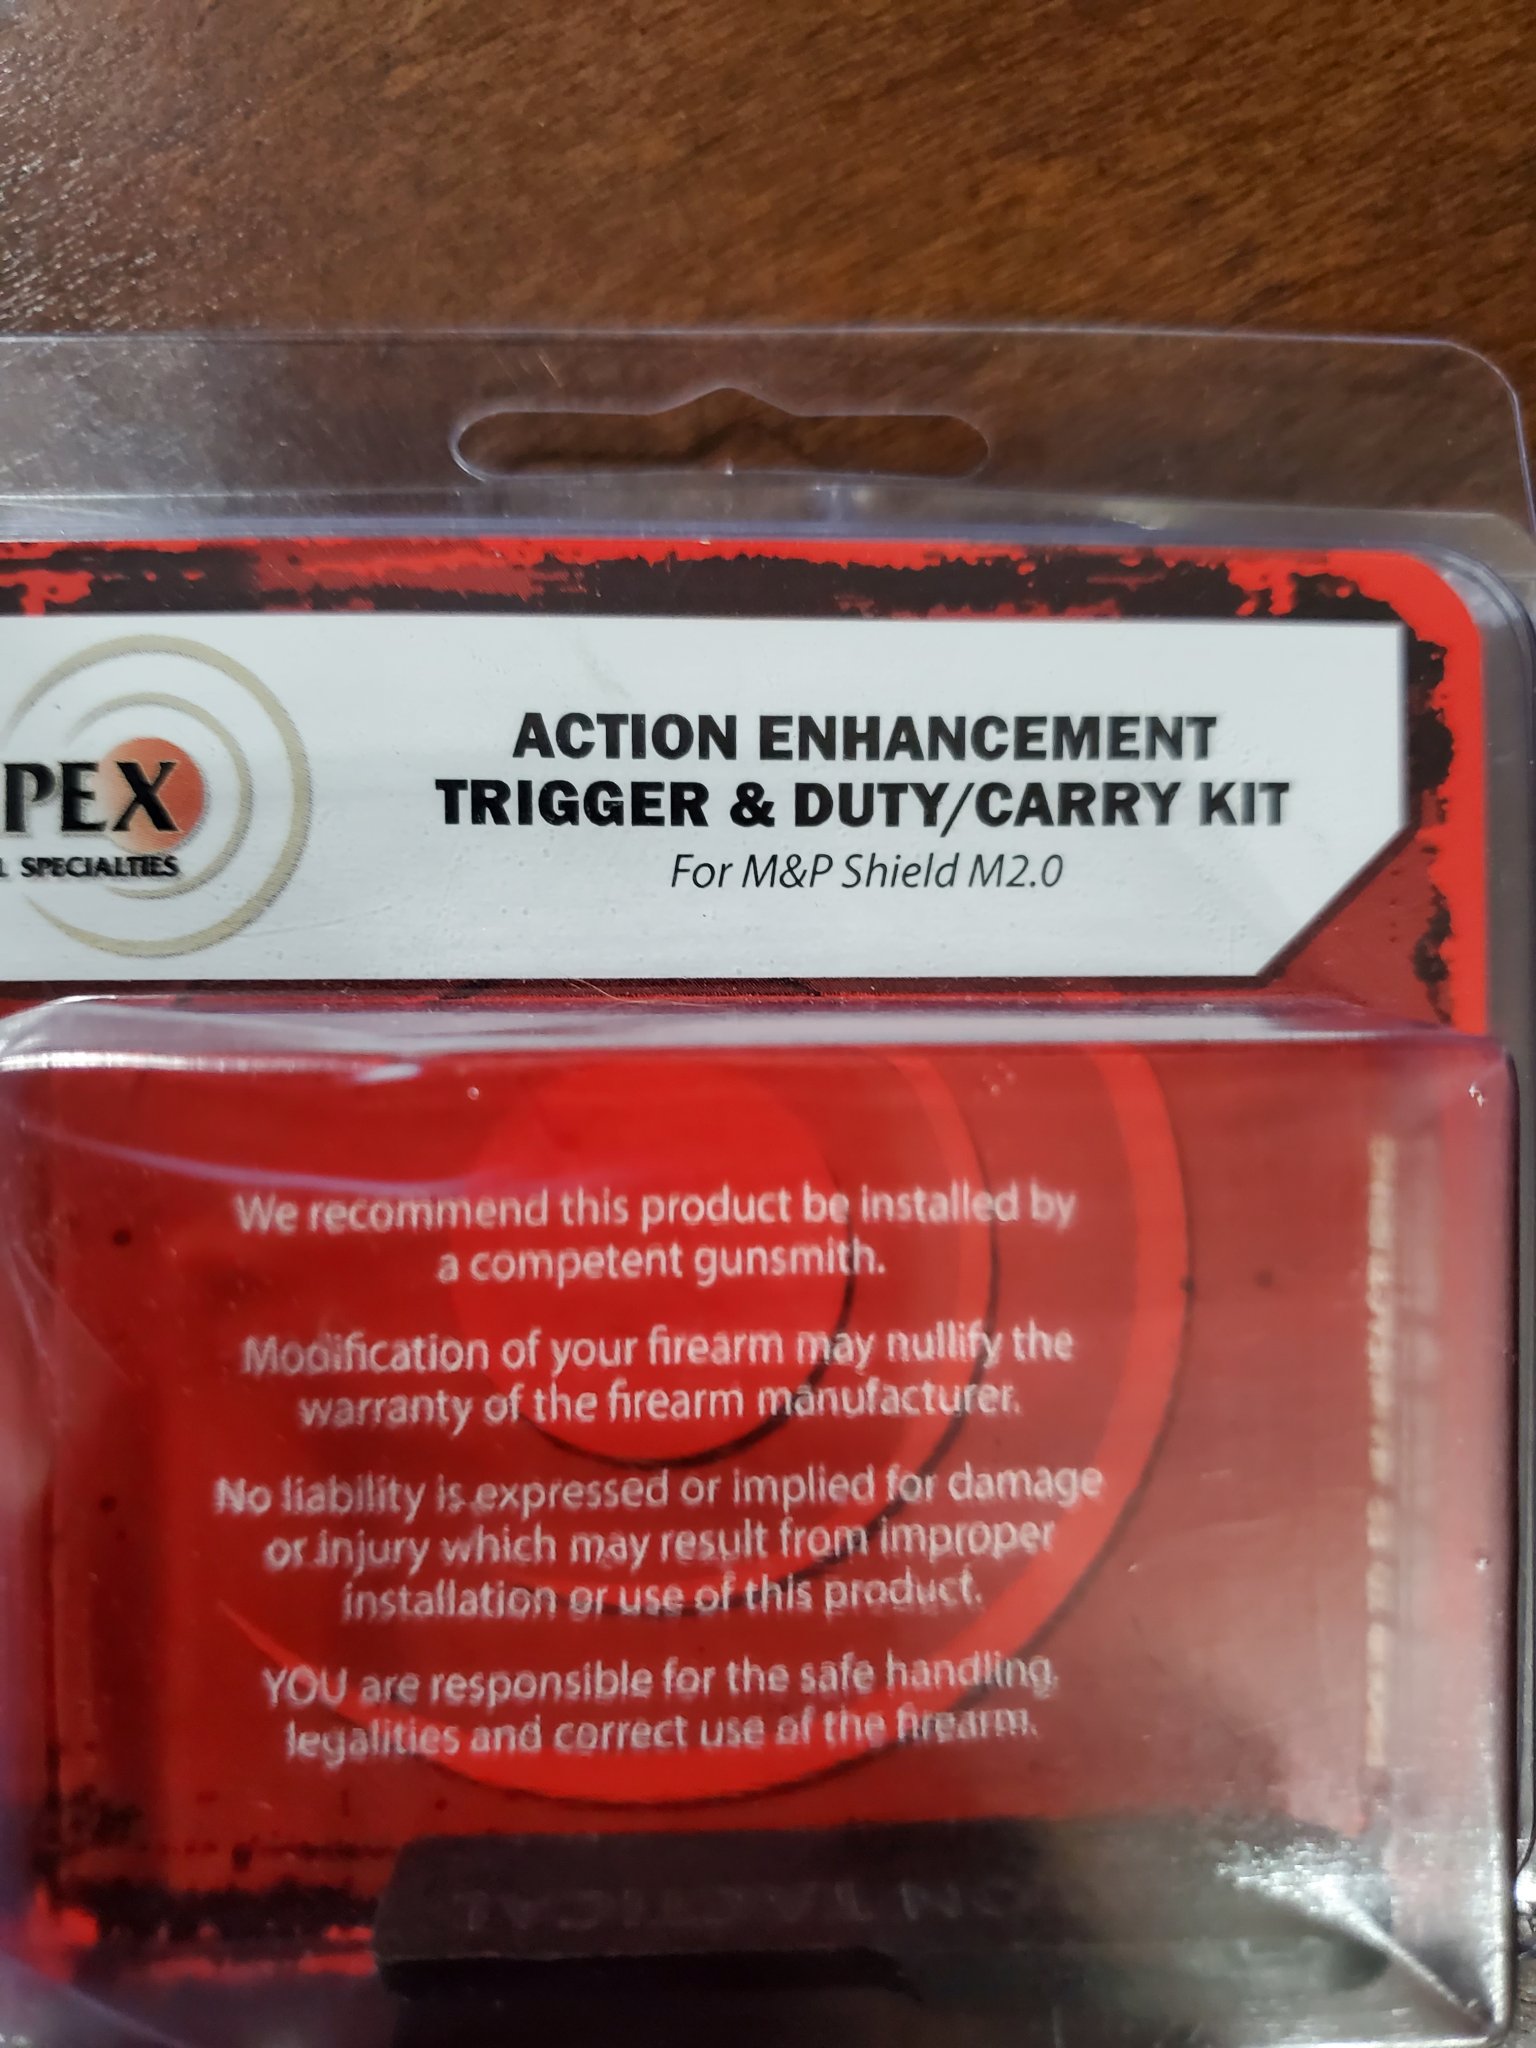 ACTION ENHANCEMENT
TRIGGER & DUTY/CARRY KIT
For M&P Shield M2.0
PEX
L SPECIALTIES
We recommend this product be installed by
a competent gunsmith.
Modification of your firearm may nullify the
warranty of the firearm manufacturer.
No liability is expressed or implied for damage
or injury which may result from improper
installation or use of this product.
YOU are responsible for the safe handling,
legalities and correct use of the firearm.